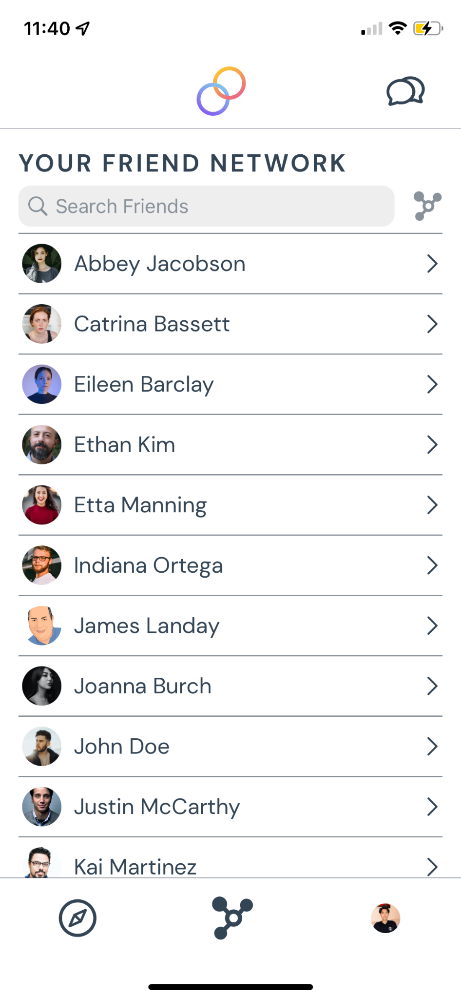 11:40
YOUR FRIEND NETWORK
Search Friends
Abbey Jacobson
Catrina Bassett
Eileen Barclay
Ethan Kim
Etta Manning
Indiana Ortega
James Landay
Joanna Burch
John Doe
Justin McCarthy
Kai Martinez